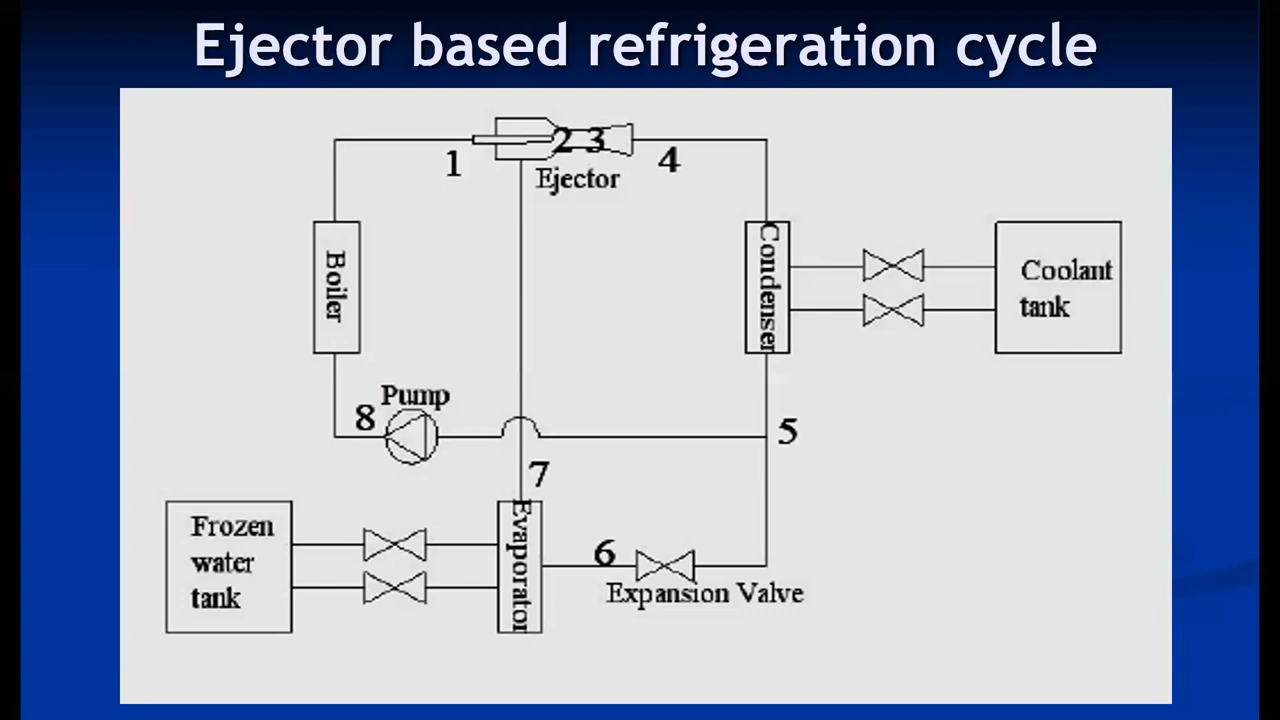 Ejector based refrigeration cycle
1
2 3
4
Ejector
Boiler
Condenser
Coolant
tank
Pump
8
5
7
Frozen
water
tank
Evaporator
6
Expansion Valve